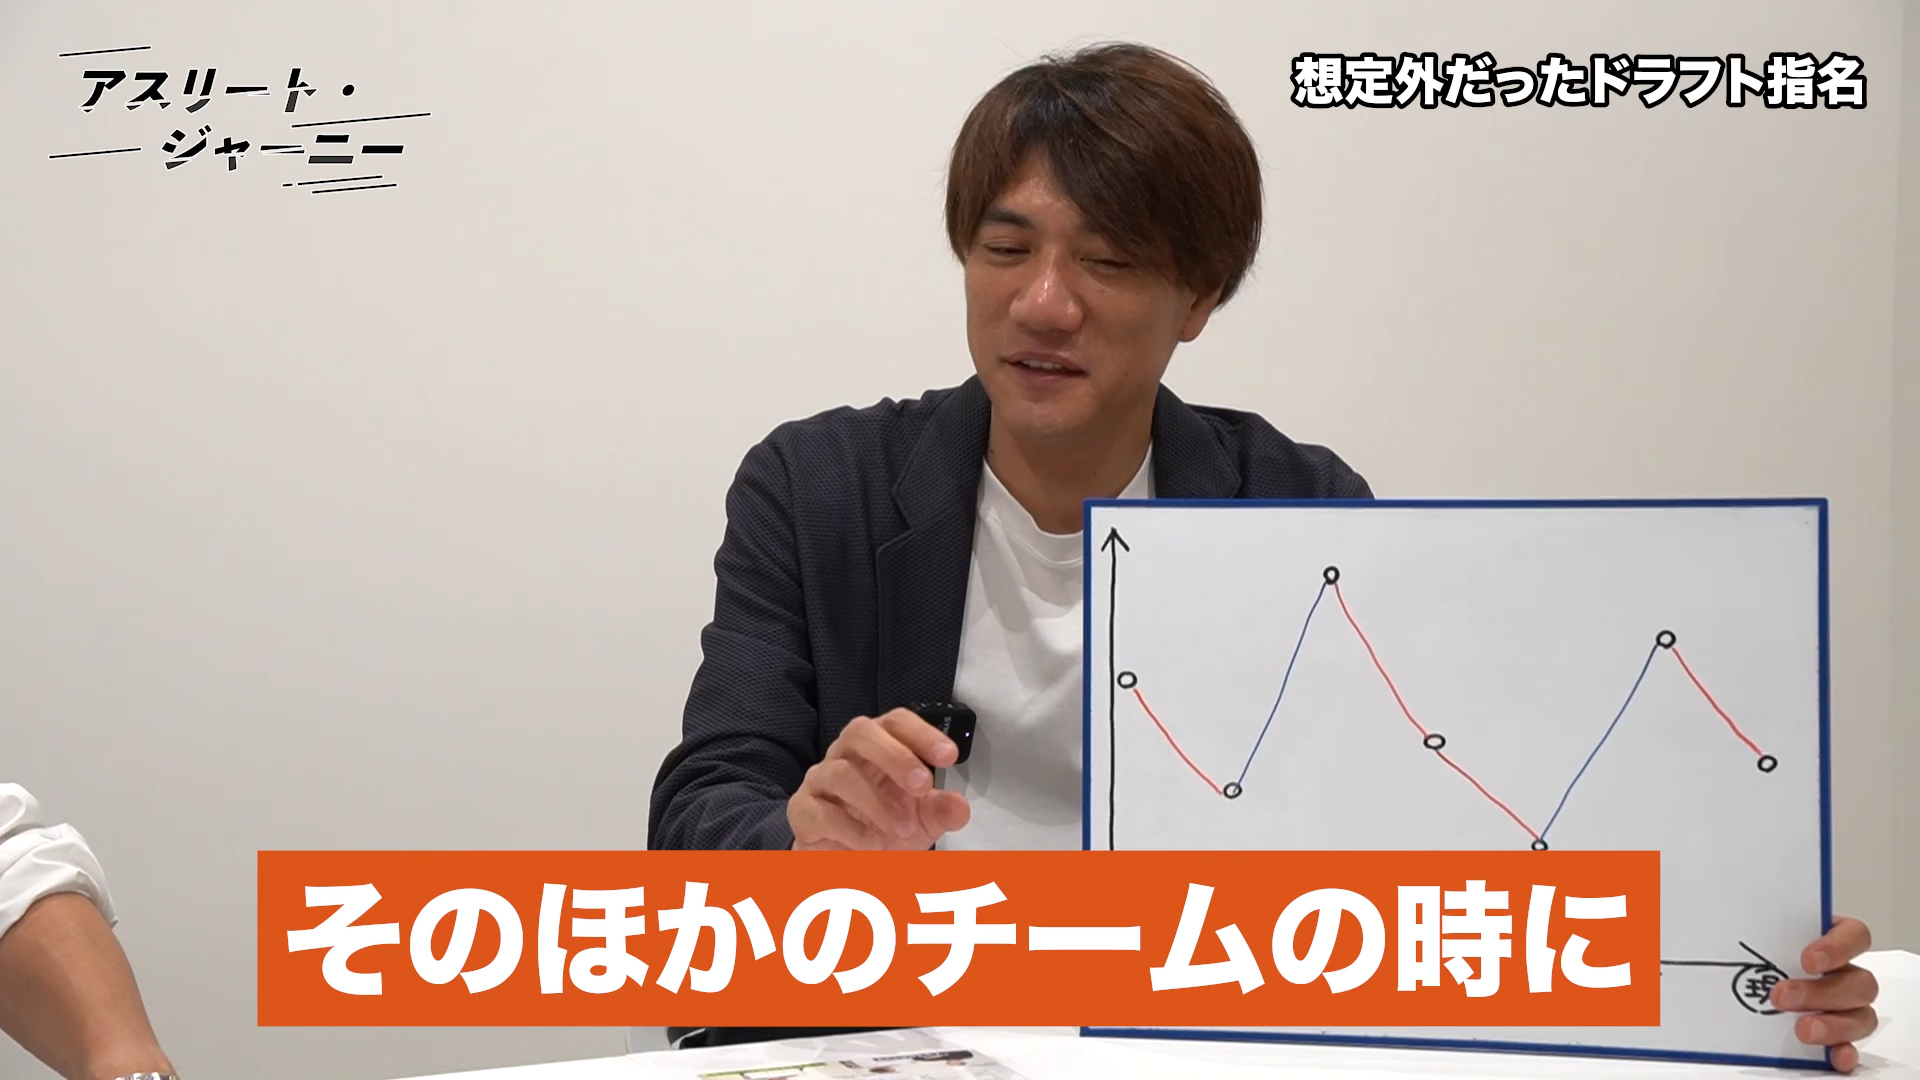 アスリート・
ジャーニー
想定外だったドラフト指名
そのほかのチームの時に